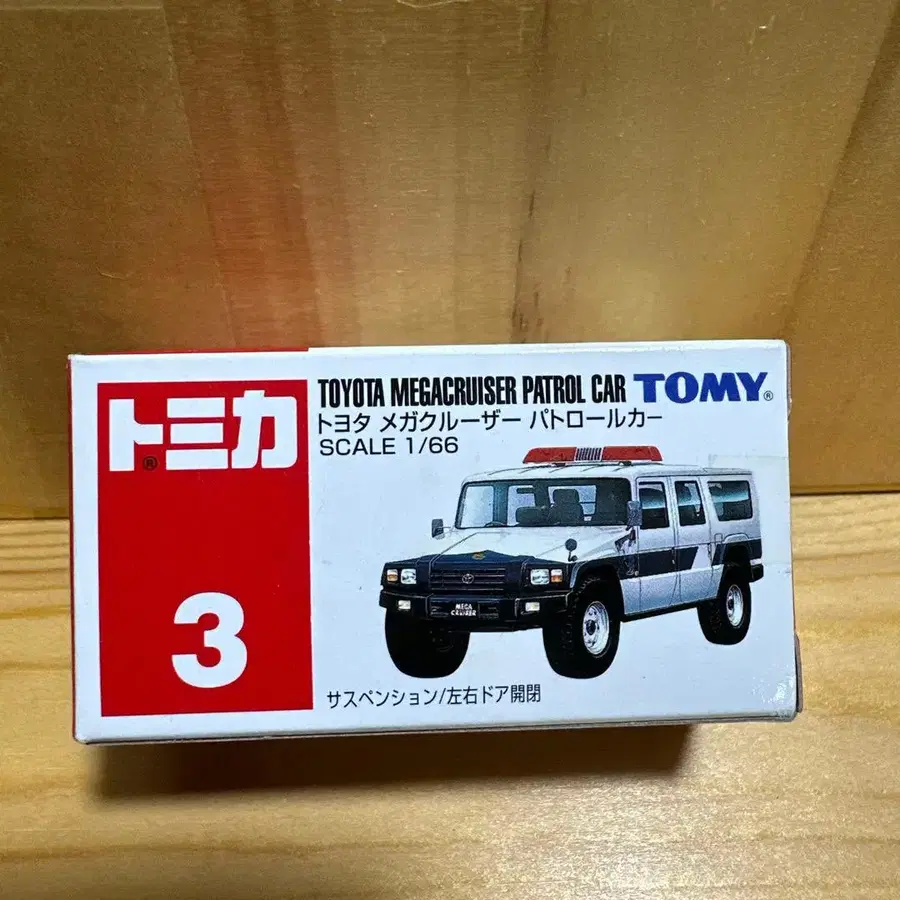 トミカ®
TOYOTA MEGACRUISER PATROL CAR TOMY®
トヨタ メガクルーザー パトロールカー
SCALE 1/66
MEGA
CRUISER
3
サスペンション/左右ドア開閉